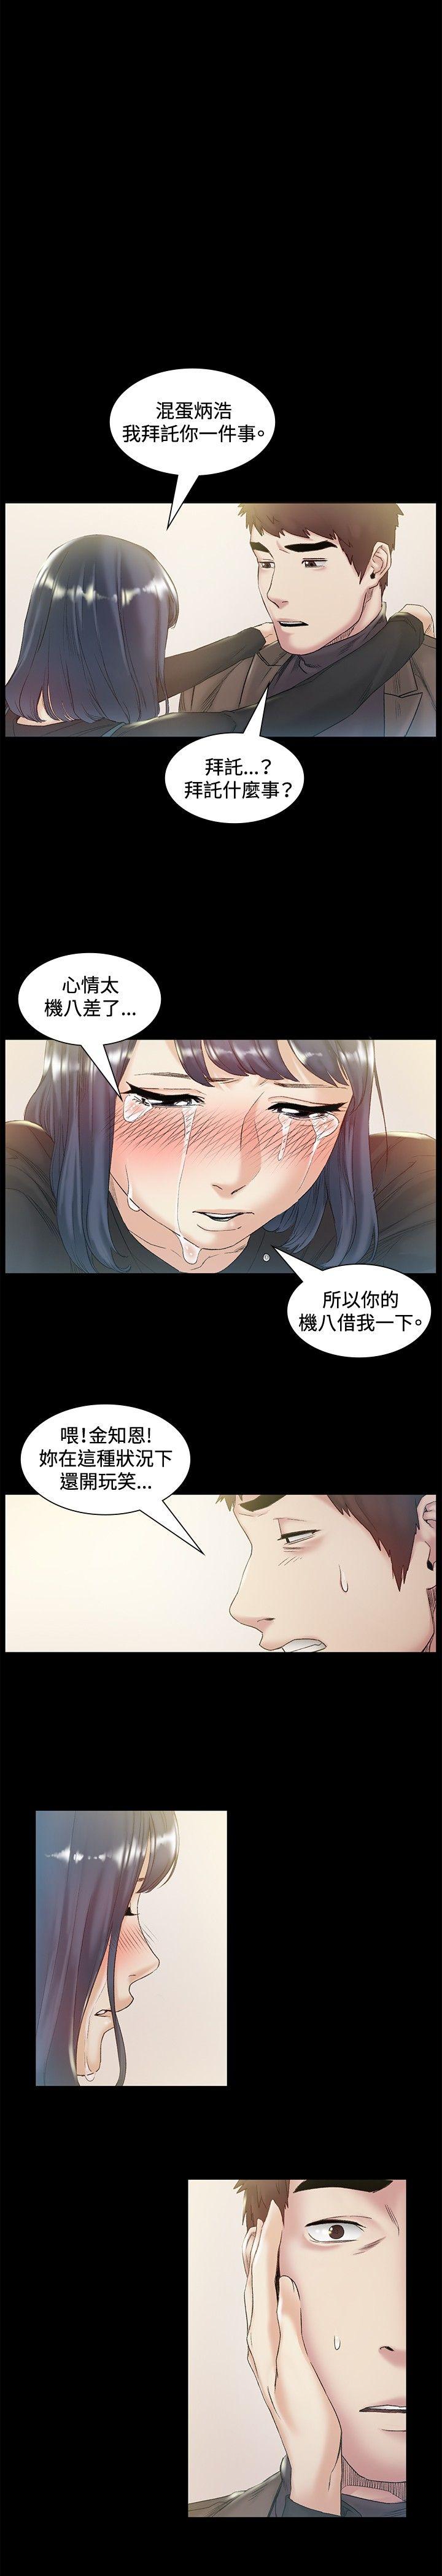 混蛋炳浩
我拜託你一件事。
拜託...？
拜託什麼事？
心情太
機八差了...
所以你的
機八借我一下。
喂！金知恩！
妳在這種狀況下
還開玩笑...